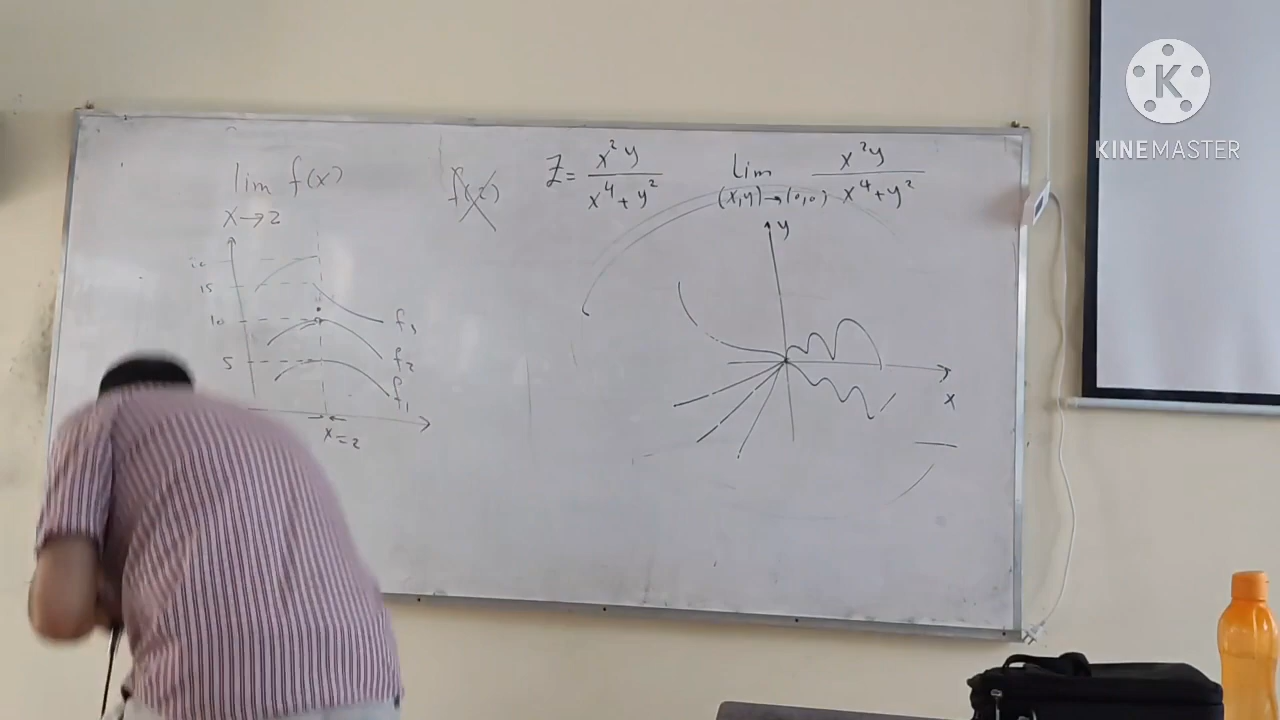 lim f(x)
x→2
f(2)
Z = x²y / x⁴+y²
Lim x²y / x⁴+y²
(x,y)→(0,0)
y
x
15
10
5
f₃
f₂
f₁
x=2
K
KINEMASTER